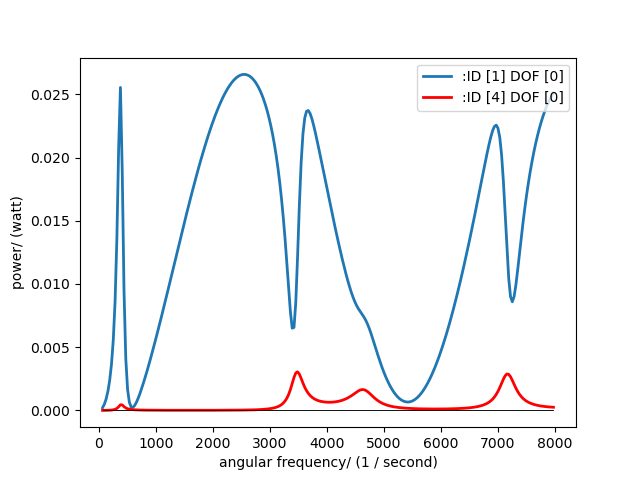 :ID [1] DOF [0]
:ID [4] DOF [0]
power/ (watt)
0.025
0.020
0.015
0.010
0.005
0.000
0 1000 2000 3000 4000 5000 6000 7000 8000
angular frequency/ (1 / second)